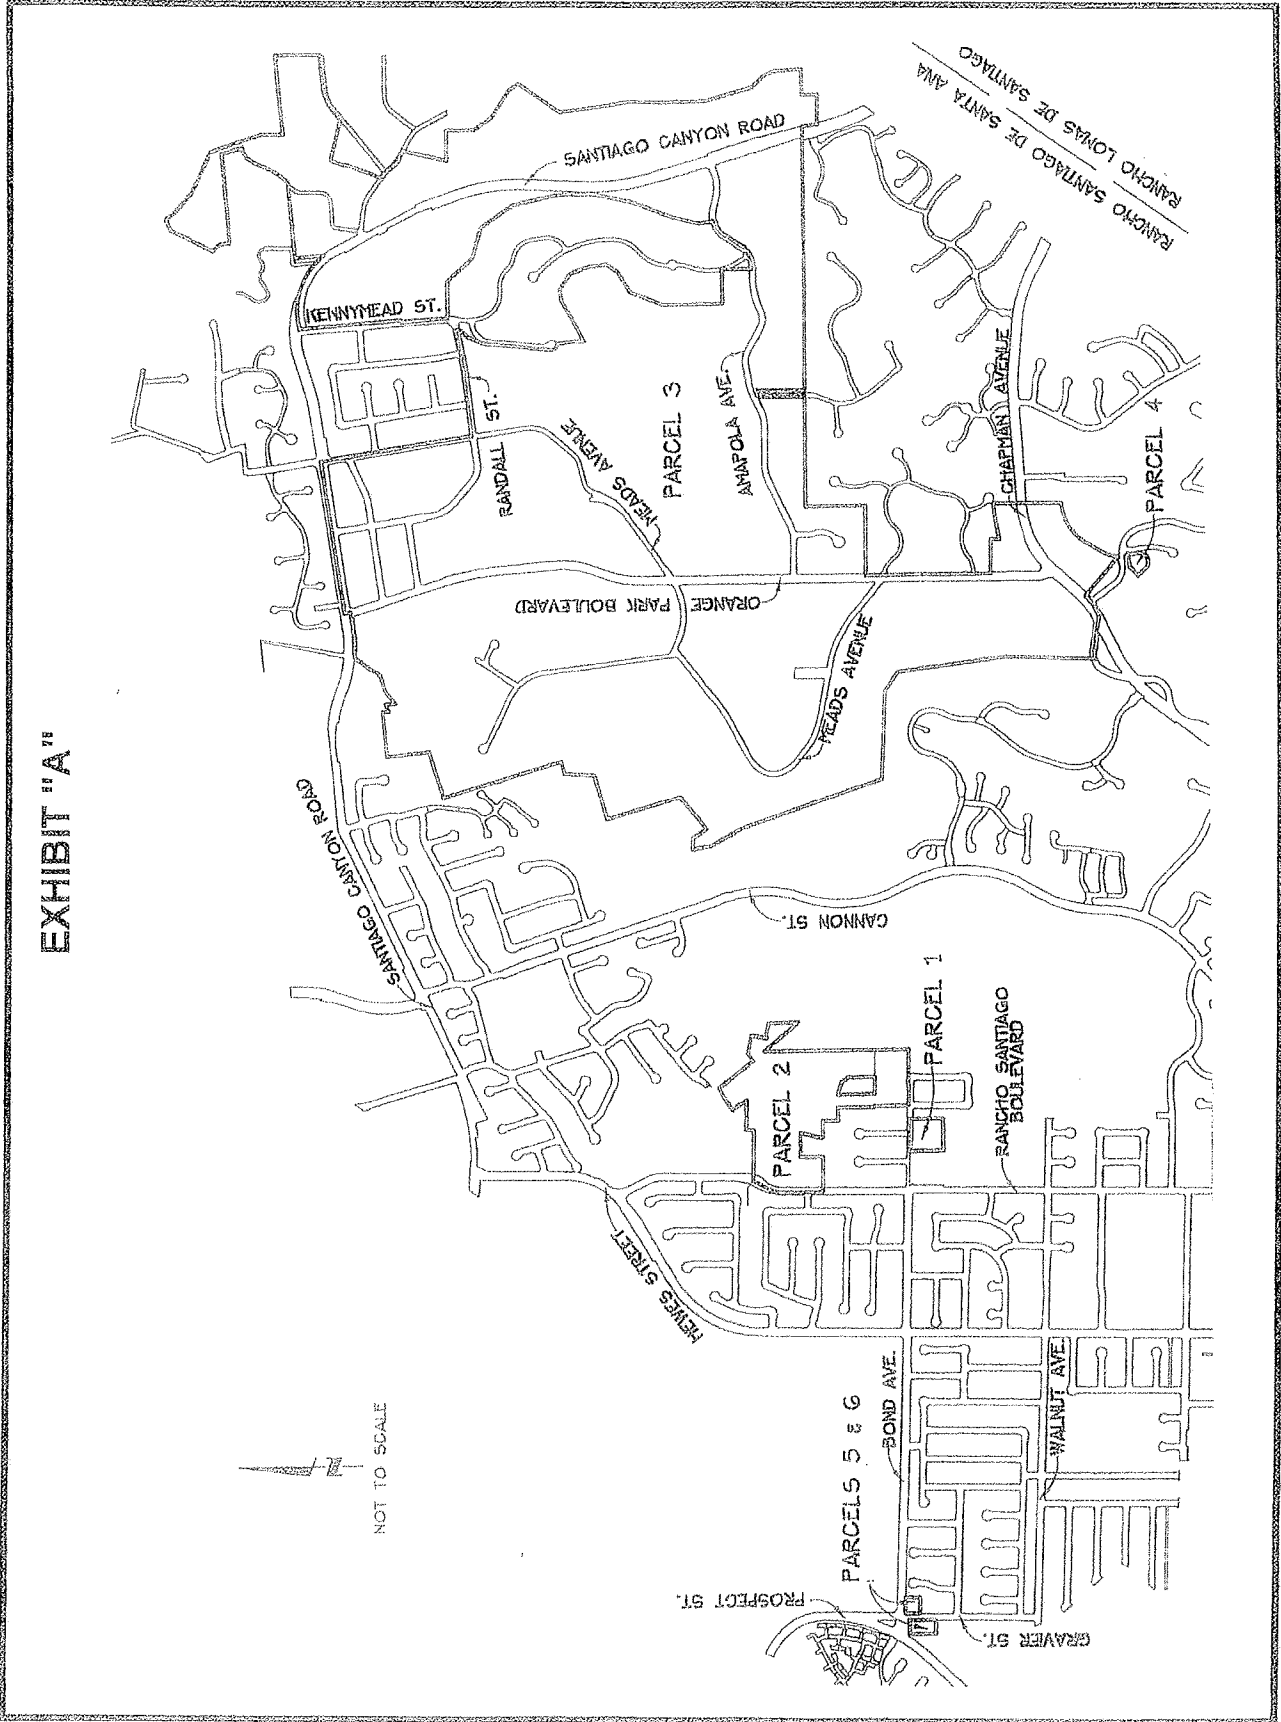 EXHIBIT "A"
NOT TO SCALE
SANTIAGO CANYON ROAD
KENNYMEAD ST.
RANCHO SANTIAGO DE SANTA ANA
RANCHO LOMAS DE SANTIAGO
RANDALL ST.
MEADS AVENUE
PARCEL 3
AMAPOLA AVE.
CHAPMAN AVENUE
PARCEL 4
ORANGE PARK BOULEVARD
MEADS AVENUE
SANTIAGO CANYON ROAD
CANNON ST.
PARCEL 1
PARCEL 2
RANCHO SANTIAGO
BOULEVARD
HEWES STREET
BOND AVE.
WALNUT AVE.
PARCELS 5 & 6
PROSPECT ST.
GRAVIER ST.